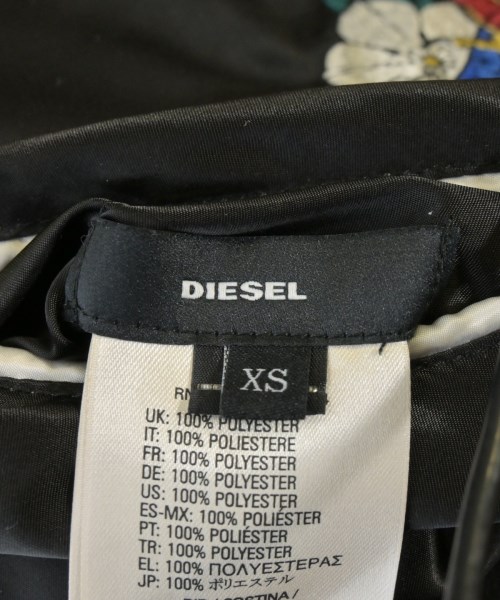 DIESEL
XS
RN
UK: 100% POLYESTER
IT: 100% POLIESTERE
FR: 100% POLYESTER
DE: 100% POLYESTER
US: 100% POLYESTER
ES-MX: 100% POLIÉSTER
PT: 100% POLIÉSTER
TR: 100% POLYESTER
EL: 100% ΠΟΛΥΕΣΤΕΡΑΣ
JP: 100% ポリエステル